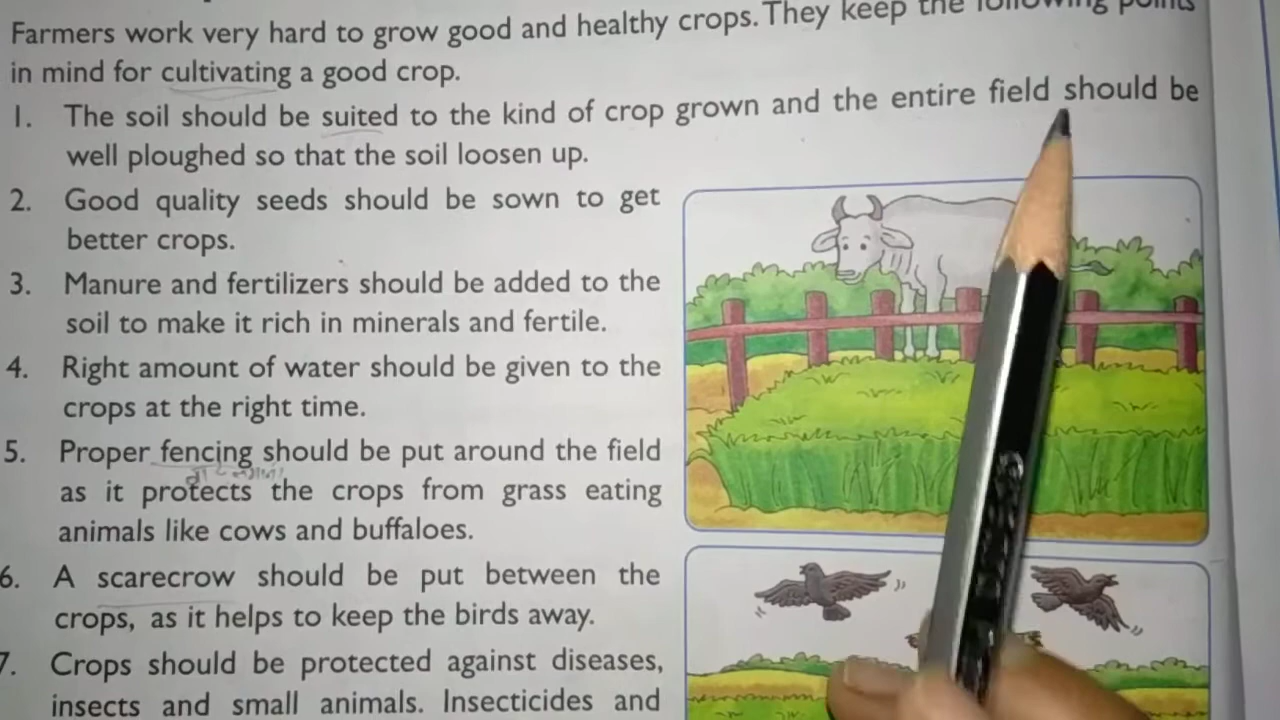 Farmers work very hard to grow good and healthy crops. They keep the following points
in mind for cultivating a good crop.
1. The soil should be suited to the kind of crop grown and the entire field should be
well ploughed so that the soil loosen up.
2. Good quality seeds should be sown to get
better crops.
3. Manure and fertilizers should be added to the
soil to make it rich in minerals and fertile.
4. Right amount of water should be given to the
crops at the right time.
5. Proper fencing should be put around the field
as it protects the crops from grass eating
animals like cows and buffaloes.
6. A scarecrow should be put between the
crops, as it helps to keep the birds away.
7. Crops should be protected against diseases,
insects and small animals. Insecticides and